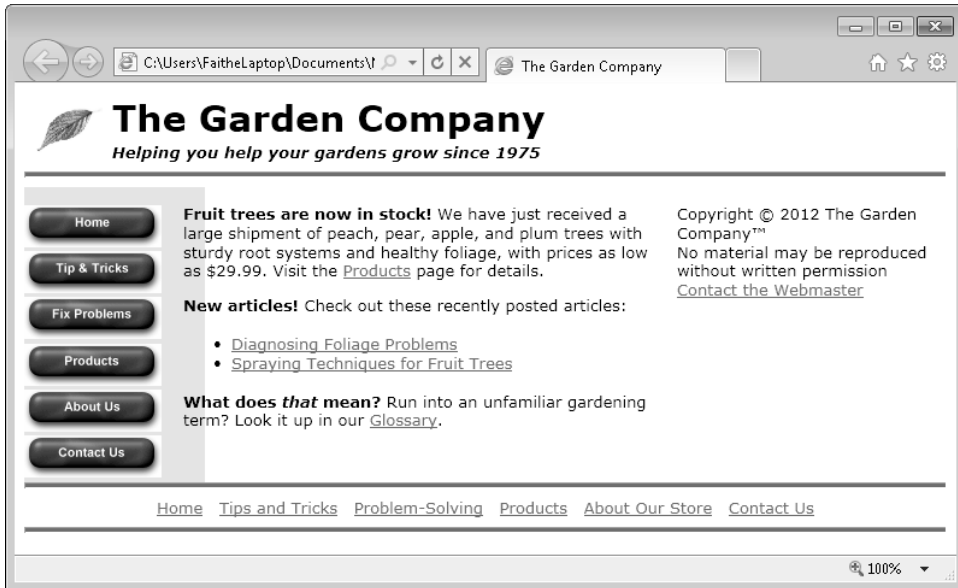 C:\Users\FaitheLaptop\Documents\
The Garden Company
The Garden Company
Helping you help your gardens grow since 1975
Home
Tip & Tricks
Fix Problems
Products
About Us
Contact Us
Fruit trees are now in stock! We have just received a
large shipment of peach, pear, apple, and plum trees with
sturdy root systems and healthy foliage, with prices as low
as $29.99. Visit the Products page for details.
New articles! Check out these recently posted articles:
• Diagnosing Foliage Problems
• Spraying Techniques for Fruit Trees
What does that mean? Run into an unfamiliar gardening
term? Look it up in our Glossary.
Copyright © 2012 The Garden
Company™
No material may be reproduced
without written permission
Contact the Webmaster
Home Tips and Tricks Problem-Solving Products About Our Store Contact Us
100%